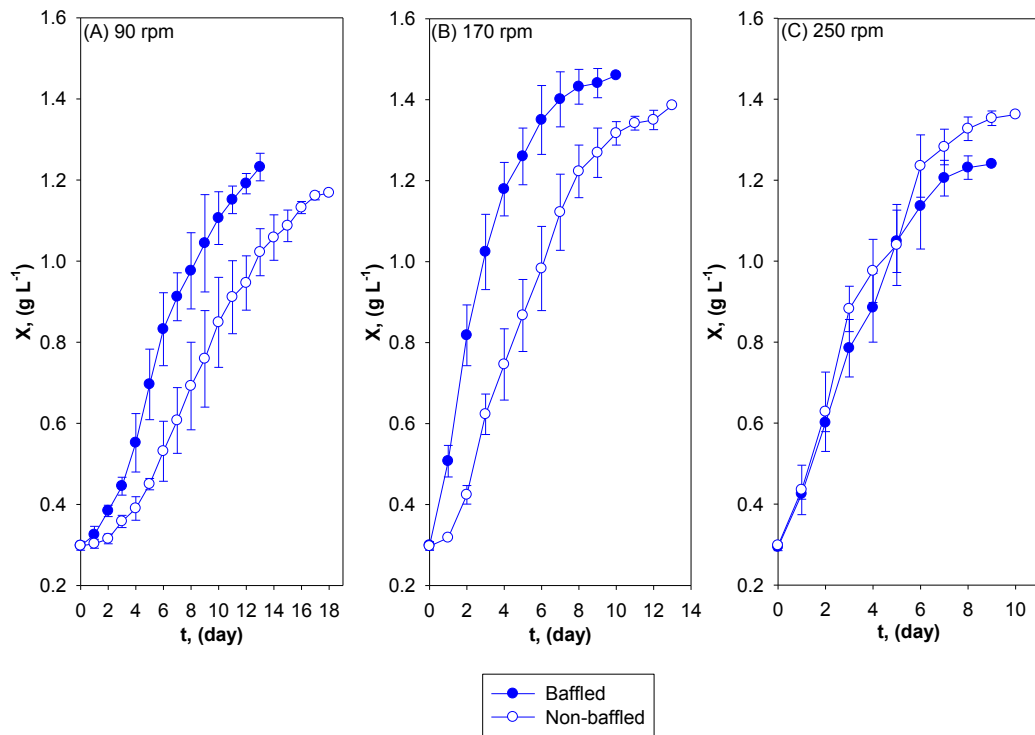 (A) 90 rpm
(B) 170 rpm
(C) 250 rpm
X, (g L-1)
1.6
1.4
1.2
1.0
0.8
0.6
0.4
0.2
0 2 4 6 8 10 12 14 16 18
t, (day)
X, (g L-1)
1.6
1.4
1.2
1.0
0.8
0.6
0.4
0.2
0 2 4 6 8 10 12 14
t, (day)
X, (g L-1)
1.6
1.4
1.2
1.0
0.8
0.6
0.4
0.2
0 2 4 6 8 10
t, (day)
Baffled
Non-baffled